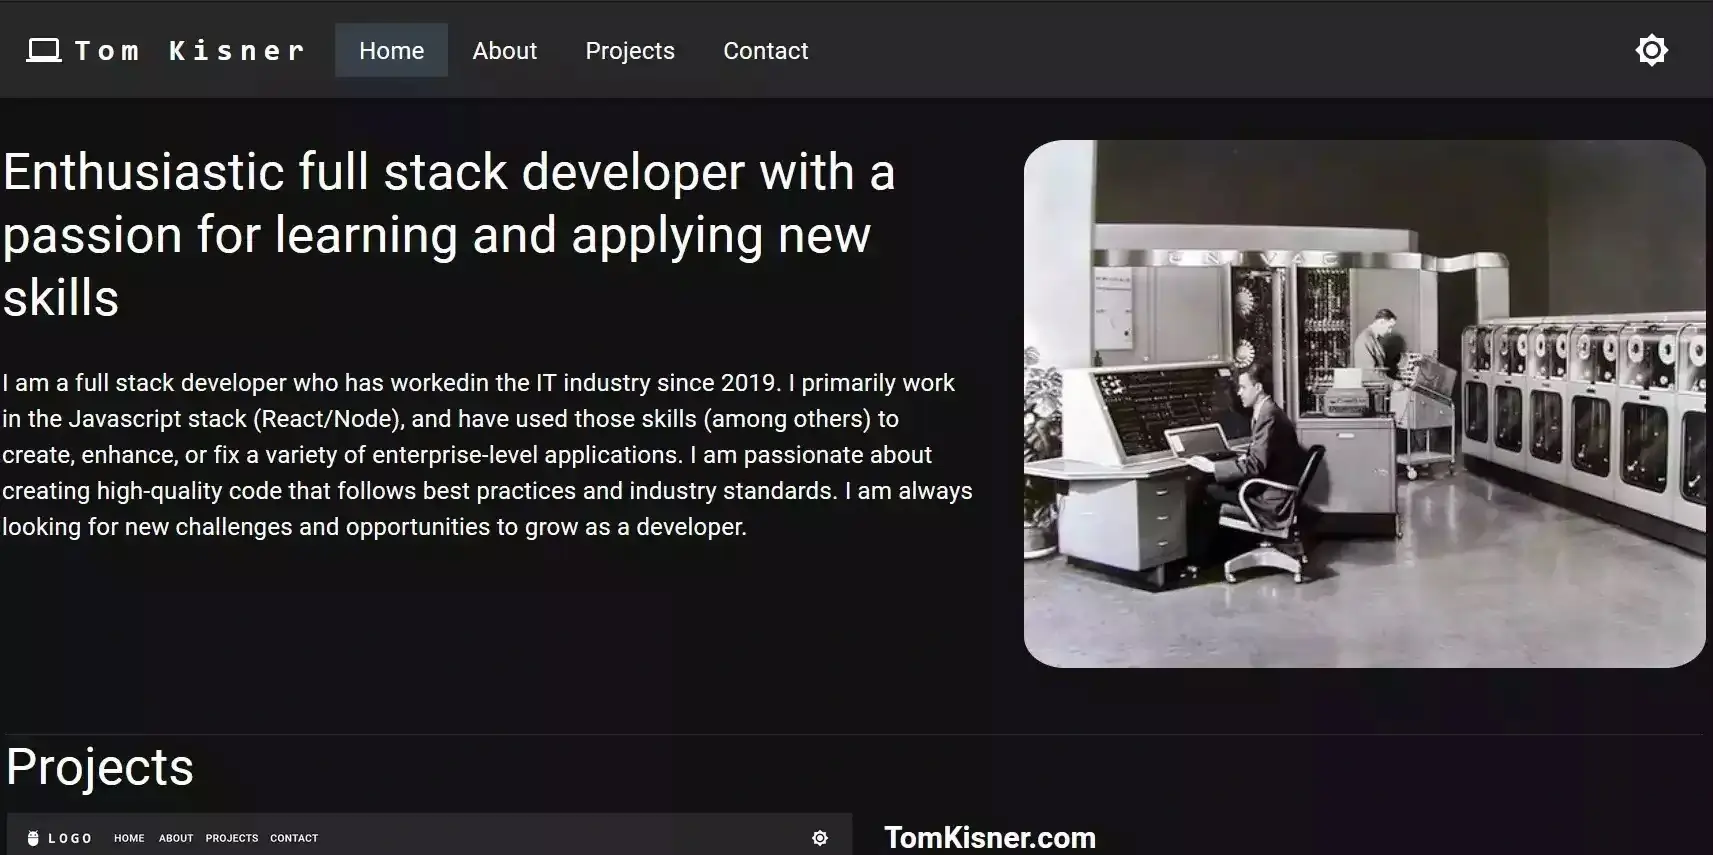 Tom Kisner
Home
About
Projects
Contact
Enthusiastic full stack developer with a
passion for learning and applying new
skills
I am a full stack developer who has workedin the IT industry since 2019. I primarily work
in the Javascript stack (React/Node), and have used those skills (among others) to
create, enhance, or fix a variety of enterprise-level applications. I am passionate about
creating high-quality code that follows best practices and industry standards. I am always
looking for new challenges and opportunities to grow as a developer.
UNIVAC
Projects
LOGO
HOME
ABOUT
PROJECTS
CONTACT
TomKisner.com